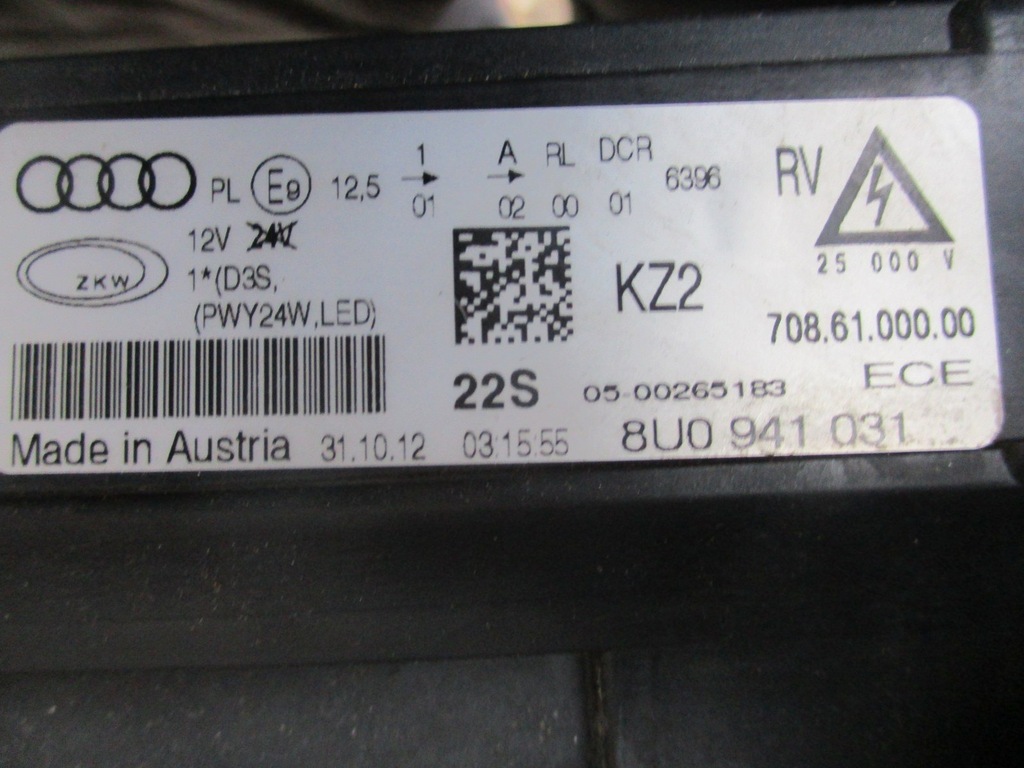 PL E9 12,5 1 01 A 02 RL 00 DCR 01 6396 RV
12V 24V
ZKW 1*(D3S,
(PWY24W,LED)
KZ2
25 000 V
708.61.000.00
22S 05-00265183 ECE
Made in Austria 31.10.12 03:15:55 8U0 941 031